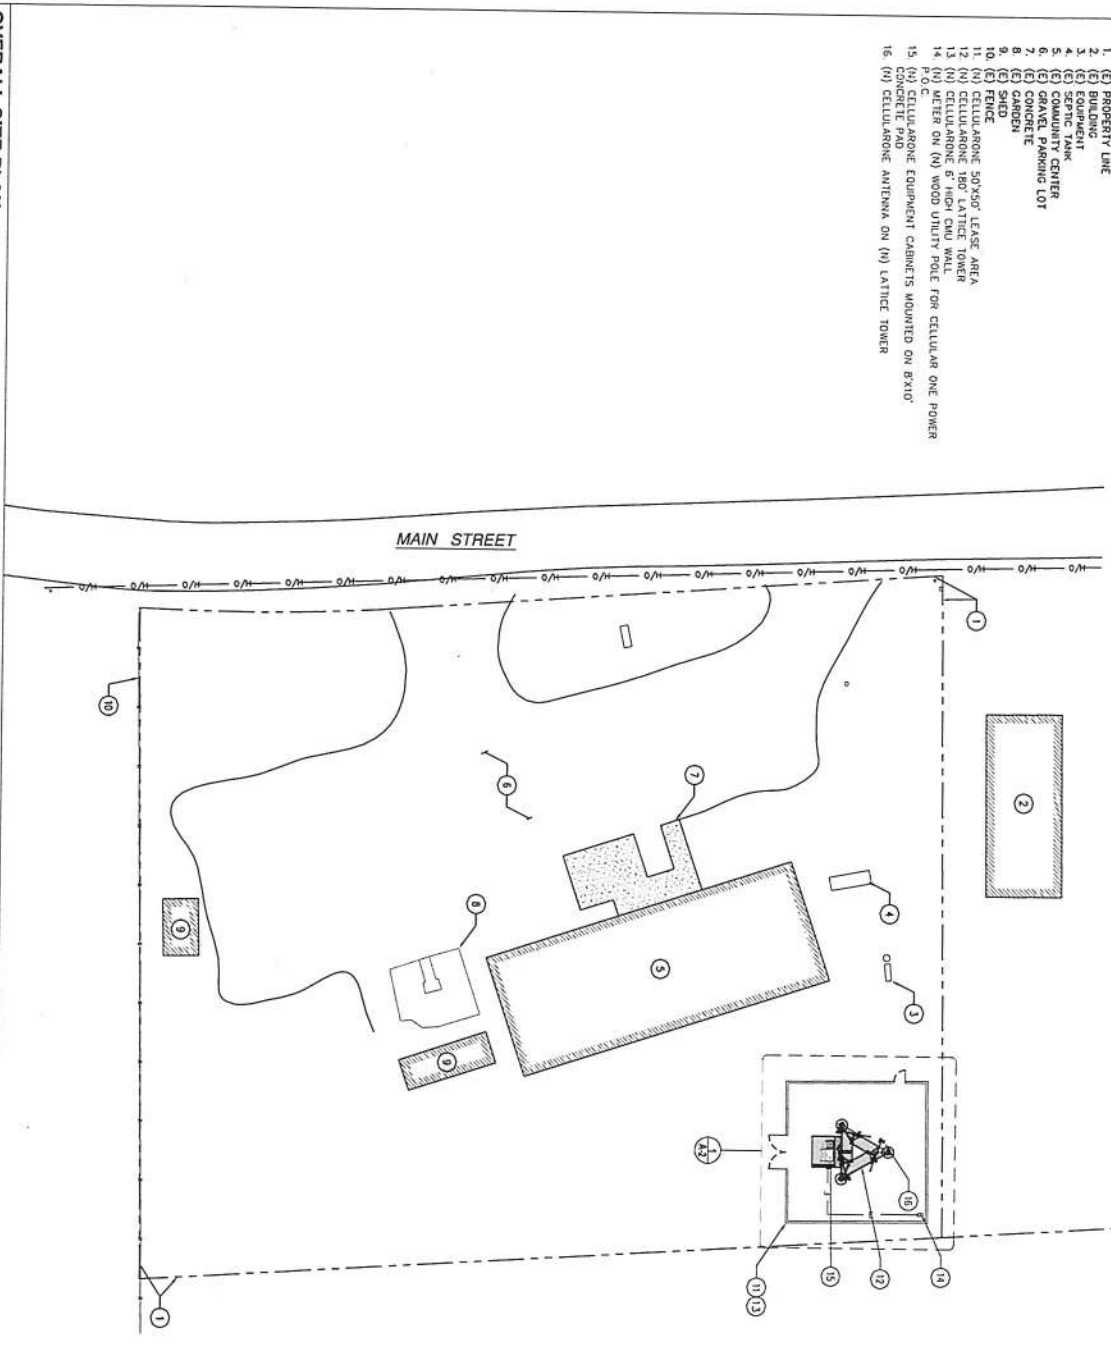 1. (E) PROPERTY LINE
2. (E) BUILDING
3. (E) EQUIPMENT
4. (E) SEPTIC TANK
5. (E) COMMUNITY CENTER
6. (E) GRAVEL PARKING LOT
7. (E) CONCRETE
8. (E) GARDEN
9. (E) SHED
10. (E) FENCE
11. (N) CELLULARONE 50'X50' LEASE AREA
12. (N) CELLULARONE 180' LATTICE TOWER
13. (N) CELLULARONE 6' HIGH CMU WALL
14. (N) METER ON (N) WOOD UTILITY POLE FOR CELLULAR ONE POWER
P.O.C.
15. (N) CELLULARONE EQUIPMENT CABINETS MOUNTED ON 8'X10'
CONCRETE PAD
16. (N) CELLULARONE ANTENNA ON (N) LATTICE TOWER
MAIN STREET
O/H O/H O/H O/H O/H O/H O/H O/H O/H O/H O/H O/H O/H O/H O/H O/H O/H O/H O/H O/H
1
10
2
7
6
4
8
9
5
3
9
1
A-2
16
14
12
15
11
13
1